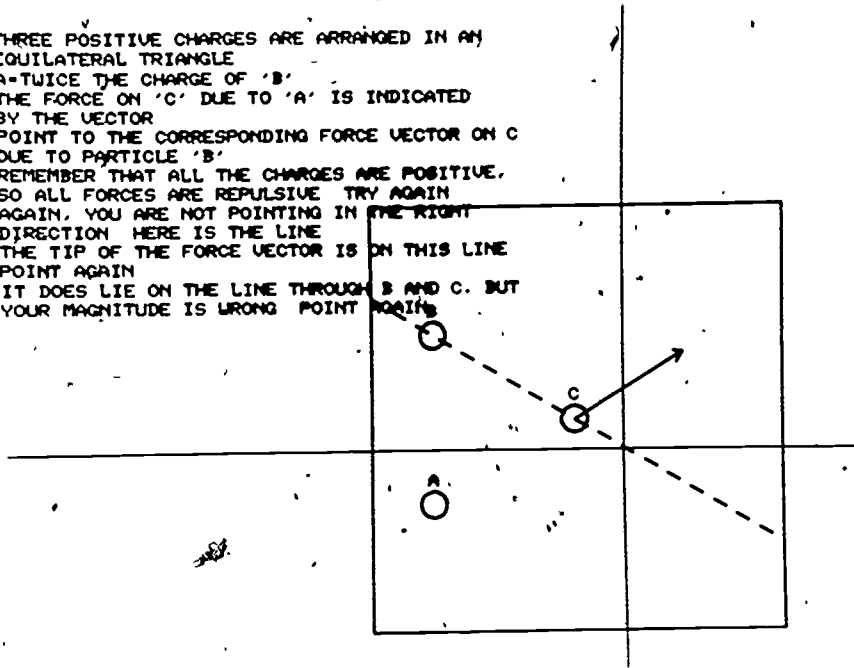 THREE POSITIVE CHARGES ARE ARRANGED IN AN
EQUILATERAL TRIANGLE
A=TWICE THE CHARGE OF 'B'
THE FORCE ON 'C' DUE TO 'A' IS INDICATED
BY THE VECTOR
POINT TO THE CORRESPONDING FORCE VECTOR ON C
DUE TO PARTICLE 'B'
REMEMBER THAT ALL THE CHARGES ARE POSITIVE,
SO ALL FORCES ARE REPULSIVE TRY AGAIN
AGAIN, YOU ARE NOT POINTING IN THE RIGHT
DIRECTION HERE IS THE LINE
THE TIP OF THE FORCE VECTOR IS ON THIS LINE
POINT AGAIN
IT DOES LIE ON THE LINE THROUGH B AND C. BUT
YOUR MAGNITUDE IS WRONG POINT AGAIN
B
C
A